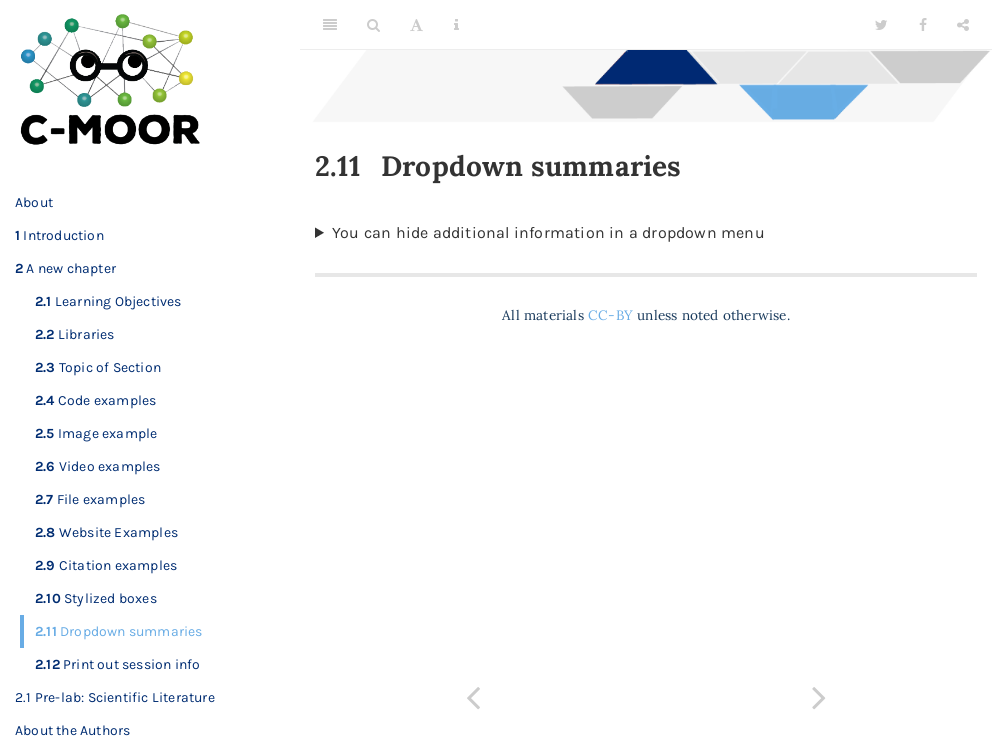 C-MOOR
About
1 Introduction
2 A new chapter
2.1 Learning Objectives
2.2 Libraries
2.3 Topic of Section
2.4 Code examples
2.5 Image example
2.6 Video examples
2.7 File examples
2.8 Website Examples
2.9 Citation examples
2.10 Stylized boxes
2.11 Dropdown summaries
2.12 Print out session info
2.1 Pre-lab: Scientific Literature
About the Authors
A
2.11 Dropdown summaries
You can hide additional information in a dropdown menu
All materials CC-BY unless noted otherwise.